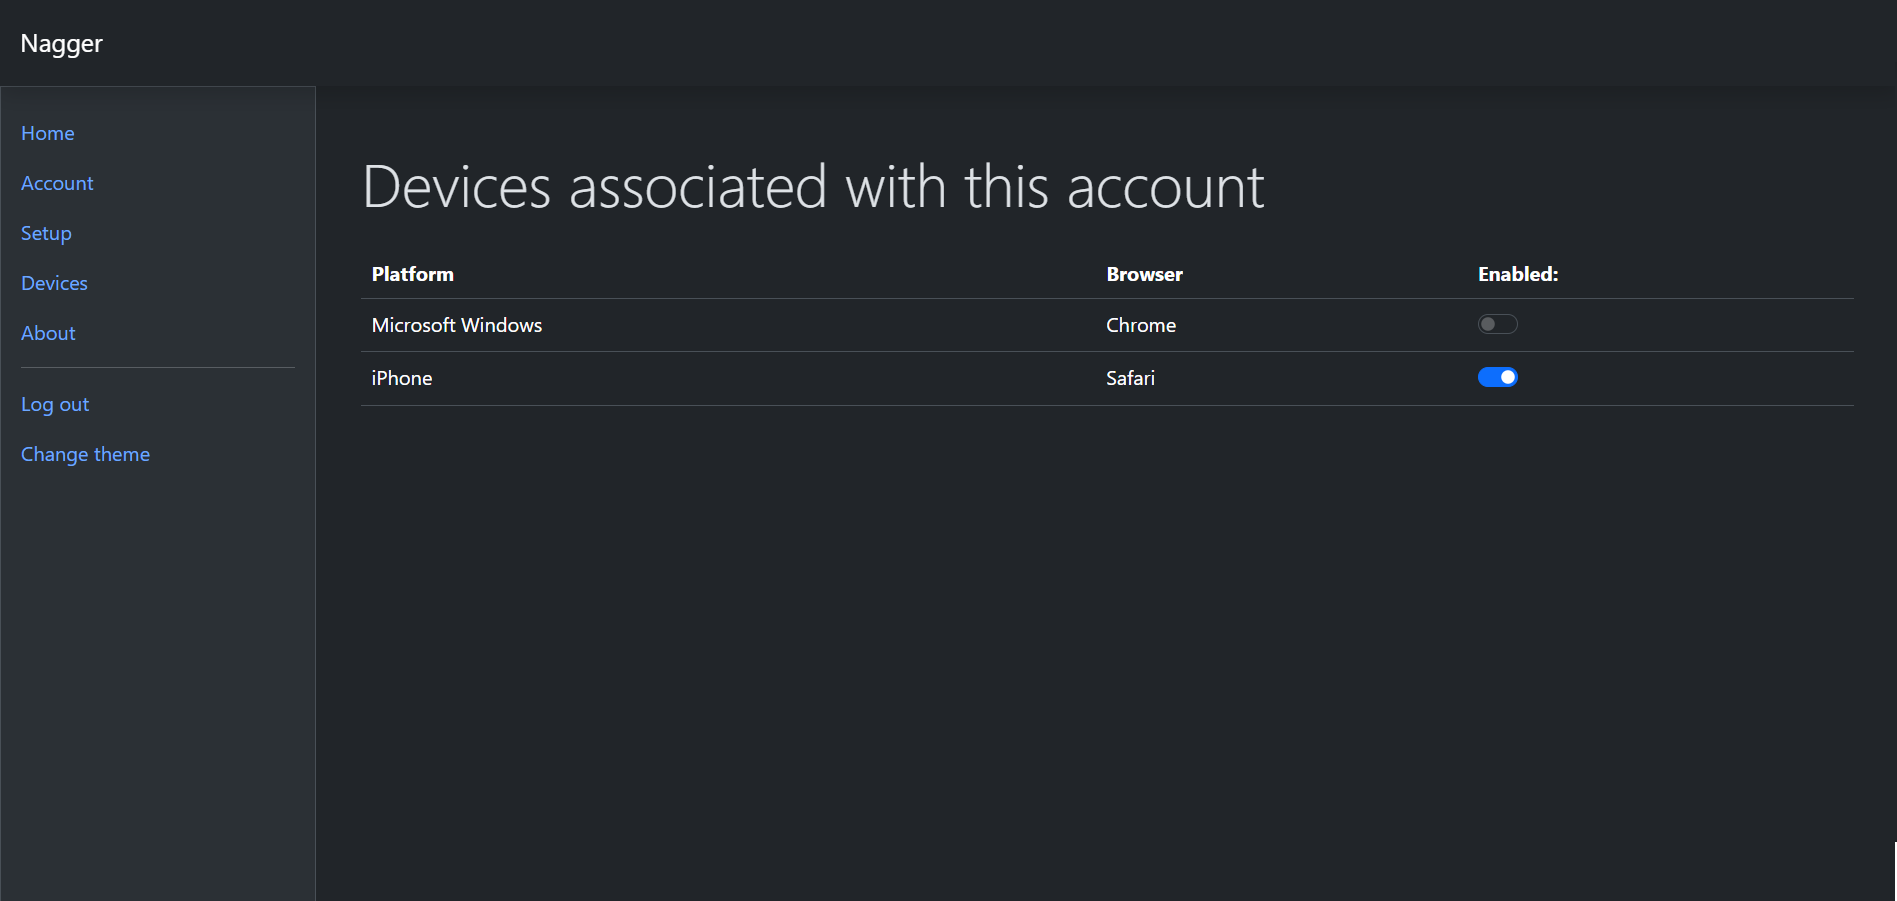 Nagger
Home
Account
Setup
Devices
About
Log out
Change theme
Devices associated with this account
Platform Browser Enabled:
Microsoft Windows Chrome
iPhone Safari